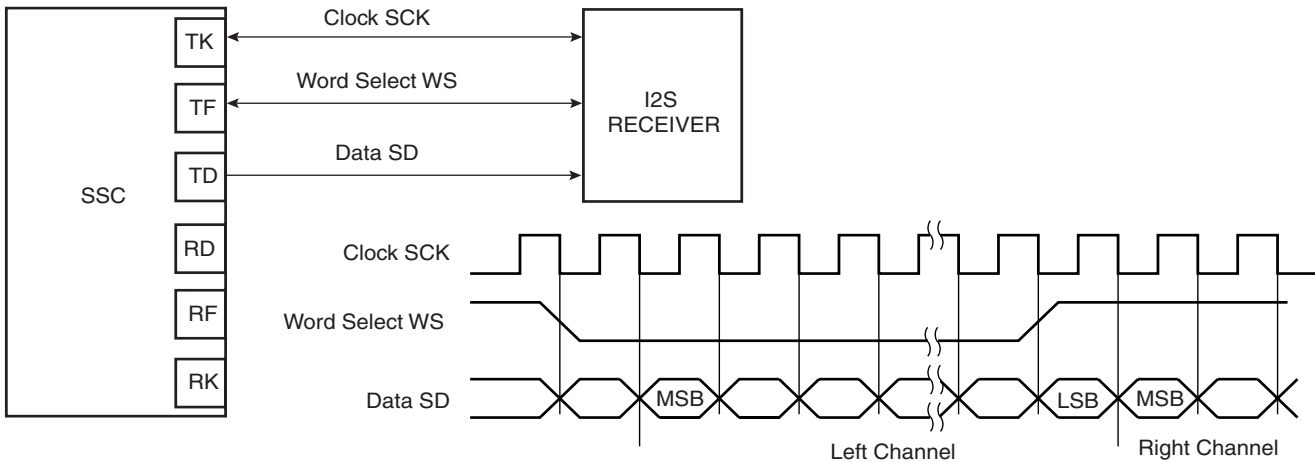 Clock SCK
TK
Word Select WS
TF
I2S
RECEIVER
Data SD
TD
SSC
RD
RF
RK
Clock SCK
Word Select WS
Data SD
MSB
LSB
MSB
Left Channel
Right Channel